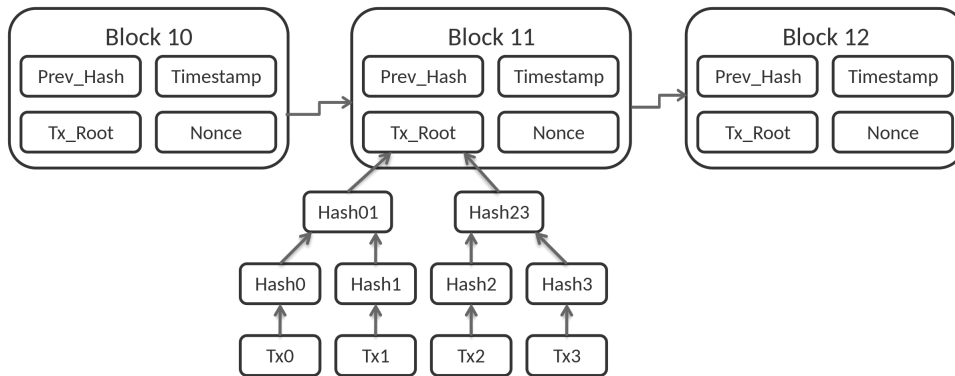 Block 10
Block 11
Block 12
Prev_Hash Timestamp
Prev_Hash Timestamp
Prev_Hash Timestamp
Tx_Root Nonce
Tx_Root Nonce
Tx_Root Nonce
Hash01 Hash23
Hash0 Hash1 Hash2 Hash3
Tx0 Tx1 Tx2 Tx3